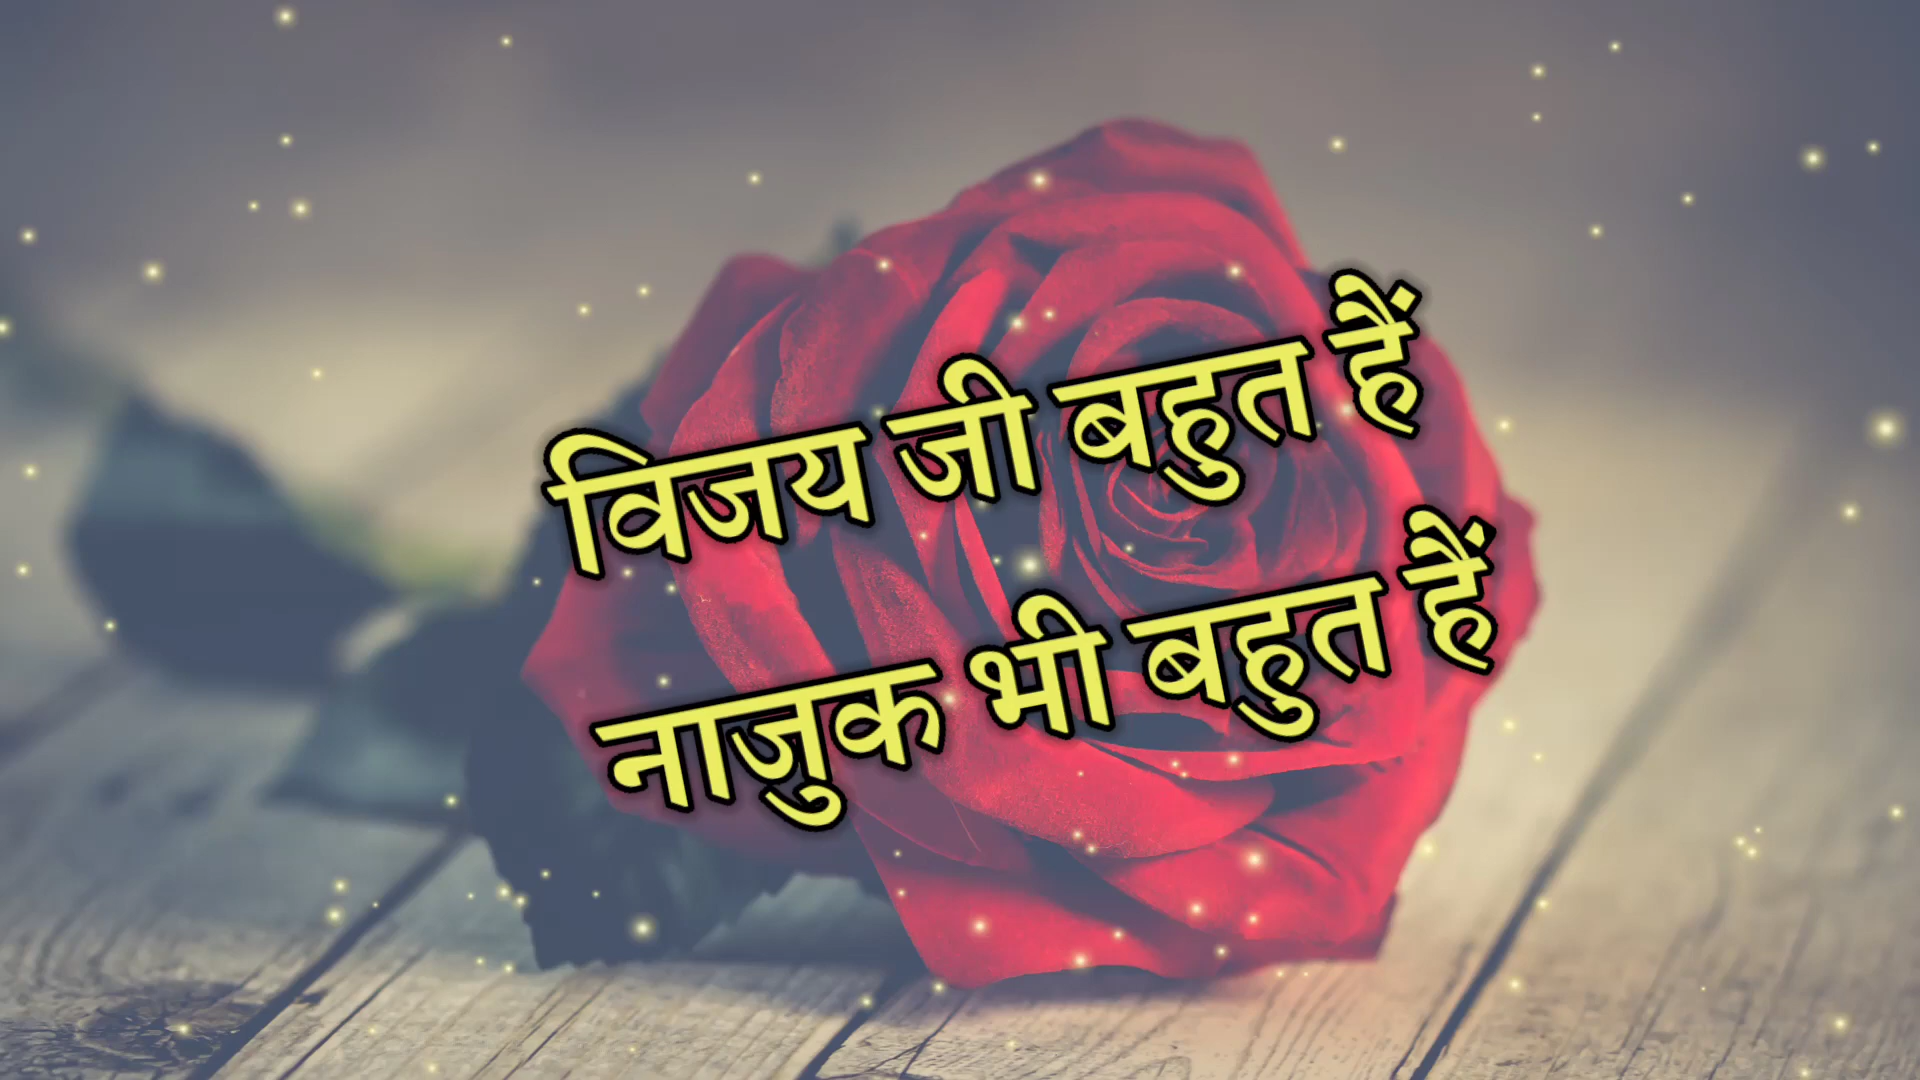 विजय जी बहुत हैं
नाजुक भी बहुत हैं